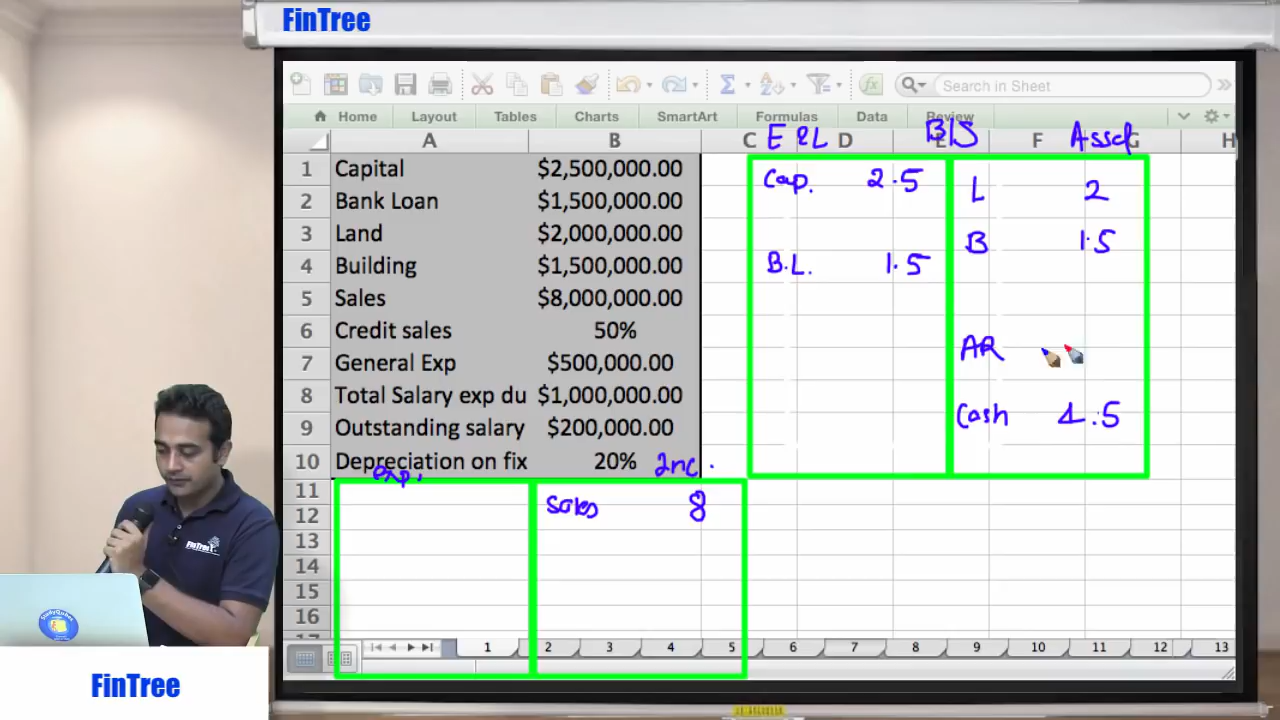 FinTree
Search in Sheet
Home Layout Tables Charts SmartArt Formulas Data Review
E &L B/S Asset
A B C D E F G H
1 Capital $2,500,000.00
2 Bank Loan $1,500,000.00
3 Land $2,000,000.00
4 Building $1,500,000.00
5 Sales $8,000,000.00
6 Credit sales 50%
7 General Exp $500,000.00
8 Total Salary exp du $1,000,000.00
9 Outstanding salary $200,000.00
10 Depreciation on fix 20%
11
12
13
14
15
16
17
Cap. 2.5
B.L. 1.5
L 2
B 1.5
AR
Cash 4.5
exp. Inc.
Sales 8
1 2 3 4 5 6 7 8 9 10 11 12 13
FinTree
StudyQubes
FinTree